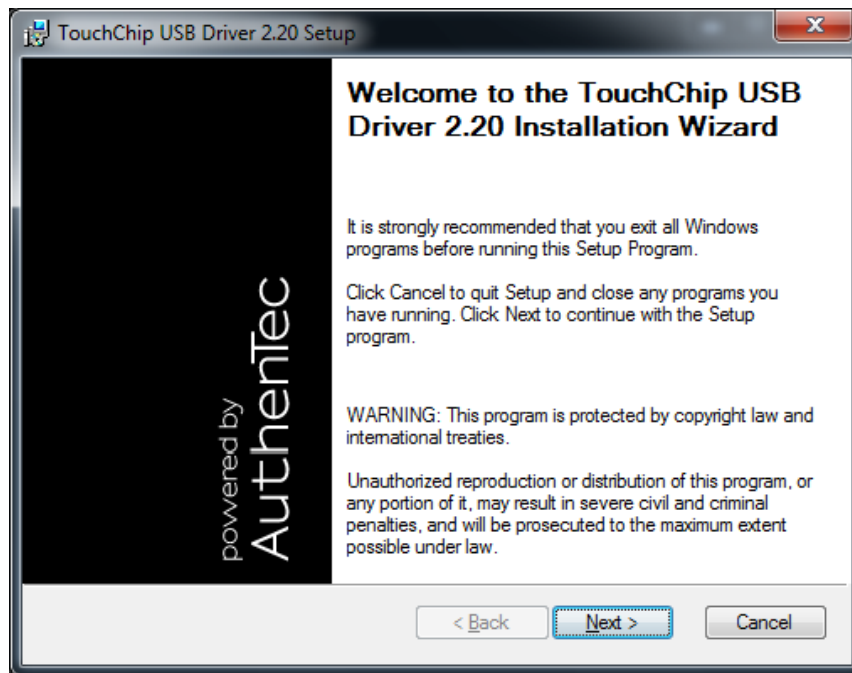 TouchChip USB Driver 2.20 Setup
Welcome to the TouchChip USB
Driver 2.20 Installation Wizard
It is strongly recommended that you exit all Windows
programs before running this Setup Program.
Click Cancel to quit Setup and close any programs you
have running. Click Next to continue with the Setup
program.
WARNING: This program is protected by copyright law and
international treaties.
Unauthorized reproduction or distribution of this program, or
any portion of it, may result in severe civil and criminal
penalties, and will be prosecuted to the maximum extent
possible under law.
powered by
AuthenTec
< Back
Next >
Cancel